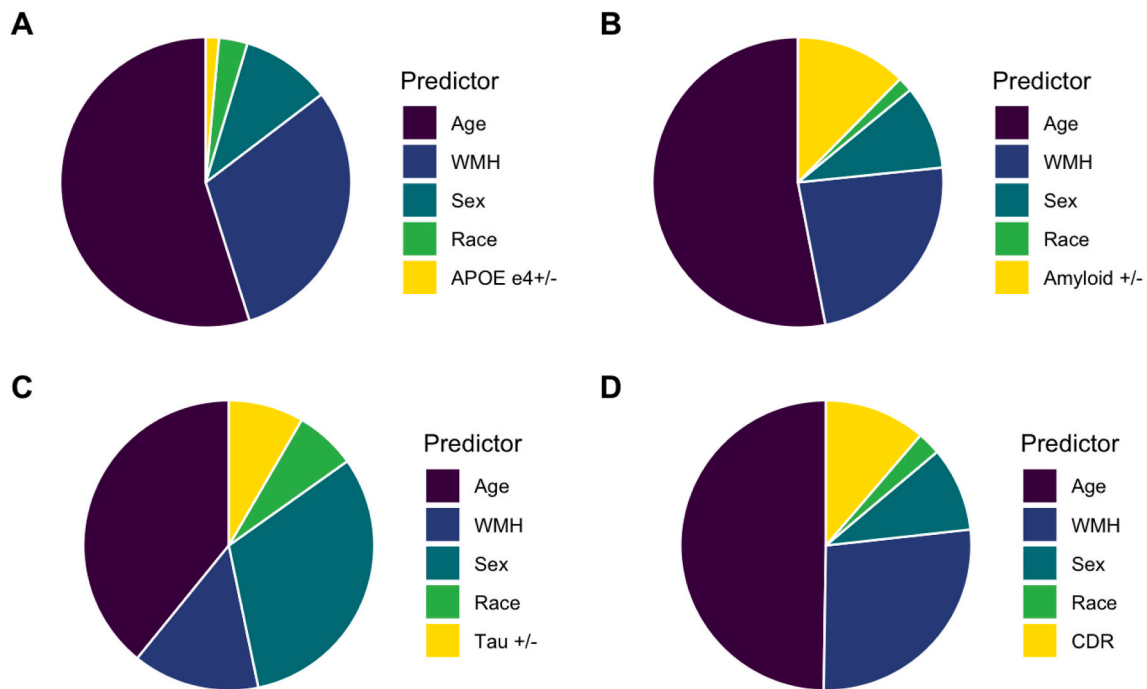 A
Predictor
Age
WMH
Sex
Race
APOE e4+/-
B
Predictor
Age
WMH
Sex
Race
Amyloid +/-
C
Predictor
Age
WMH
Sex
Race
Tau +/-
D
Predictor
Age
WMH
Sex
Race
CDR